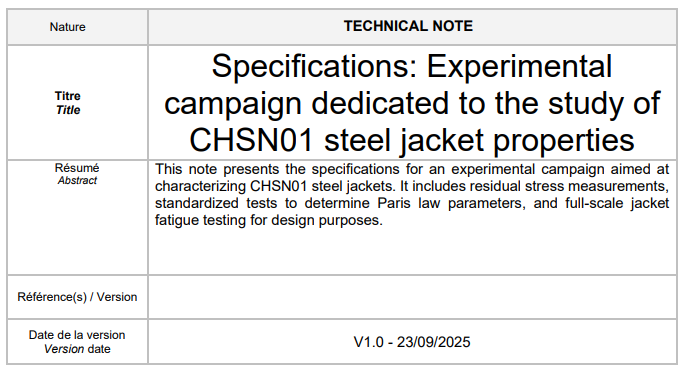 Nature
TECHNICAL NOTE
Titre
Title
Specifications: Experimental
campaign dedicated to the study of
CHSN01 steel jacket properties
Résumé
Abstract
This note presents the specifications for an experimental campaign aimed at
characterizing CHSN01 steel jackets. It includes residual stress measurements,
standardized tests to determine Paris law parameters, and full-scale jacket
fatigue testing for design purposes.
Référence(s) / Version
Date de la version
Version date
V1.0 - 23/09/2025